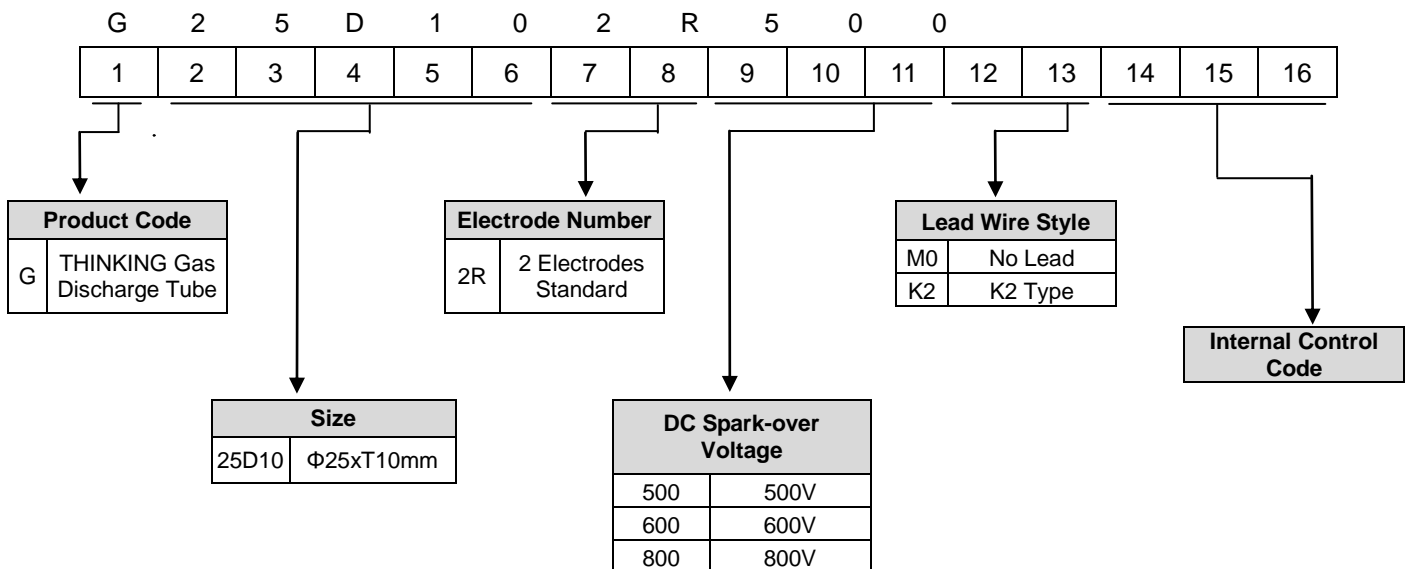 G 2 5 D 1 0 2 R 5 0 0
1 2 3 4 5 6 7 8 9 10 11 12 13 14 15 16
Product Code
G THINKING Gas
Discharge Tube
Electrode Number
2R 2 Electrodes
Standard
Lead Wire Style
M0 No Lead
K2 K2 Type
Internal Control
Code
Size
25D10 Φ25xT10mm
DC Spark-over
Voltage
500 500V
600 600V
800 800V